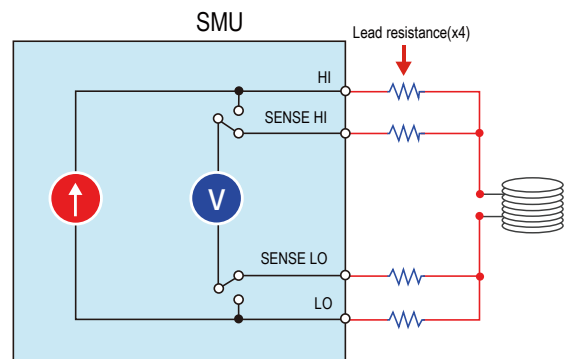 SMU
Lead resistance(x4)
HI
SENSE HI
V
SENSE LO
LO